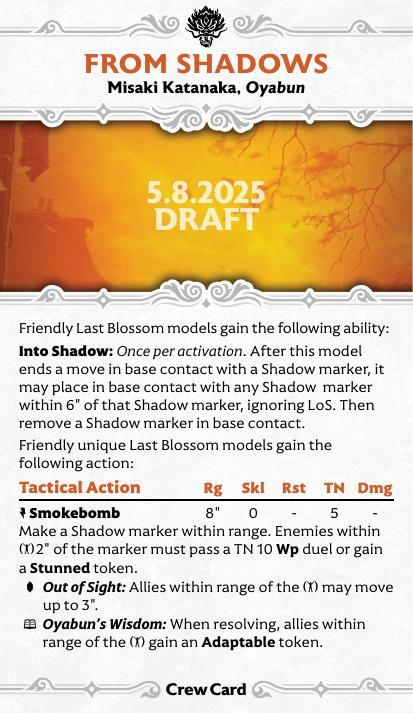 FROM SHADOWS
Misaki Katanaka, Oyabun
5.8.2025
DRAFT
Friendly Last Blossom models gain the following ability:
Into Shadow: Once per activation. After this model
ends a move in base contact with a Shadow marker, it
may place in base contact with any Shadow marker
within 6" of that Shadow marker, ignoring LoS. Then
remove a Shadow marker in base contact.
Friendly unique Last Blossom models gain the
following action:
Tactical Action Rg Skl Rst TN Dmg
Smokebomb 8" 0 - 5 -
Make a Shadow marker within range. Enemies within
2" of the marker must pass a TN 10 Wp duel or gain
a Stunned token.
Out of Sight: Allies within range of the may move
up to 3".
Oyabun's Wisdom: When resolving, allies within
range of the gain an Adaptable token.
Crew Card